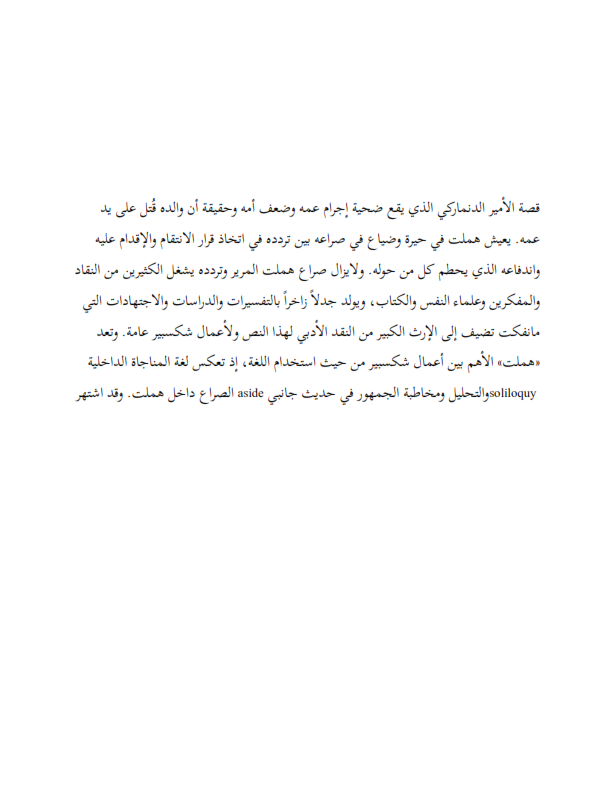 قصة الأمير الدنماركي الذي يقع ضحية إجرام عمه وضعف أمه وحقيقة أن والده قُتل على يد
عمه. يعيش هملت في حيرة وضياع في صراعه بين تردده في اتخاذ قرار الانتقام والإقدام عليه
واندفاعه الذي يحطم كل من حوله. ولايزال صراع هملت المرير وتردده يشغل الكثيرين من النقاد
والمفكرين وعلماء النفس والكتاب، ويولد جدلاً زاخراً بالتفسيرات والدراسات والاجتهادات التي
مانفكت تضيف إلى الإرث الكبير من النقد الأدبي لهذا النص ولأعمال شكسبير عامة. وتعد
«هملت» الأهم بين أعمال شكسبير من حيث استخدام اللغة، إذ تعكس لغة المناجاة الداخلية
soliloquyوالتحليل ومخاطبة الجمهور في حديث جانبي aside الصراع داخل هملت. وقد اشتهر